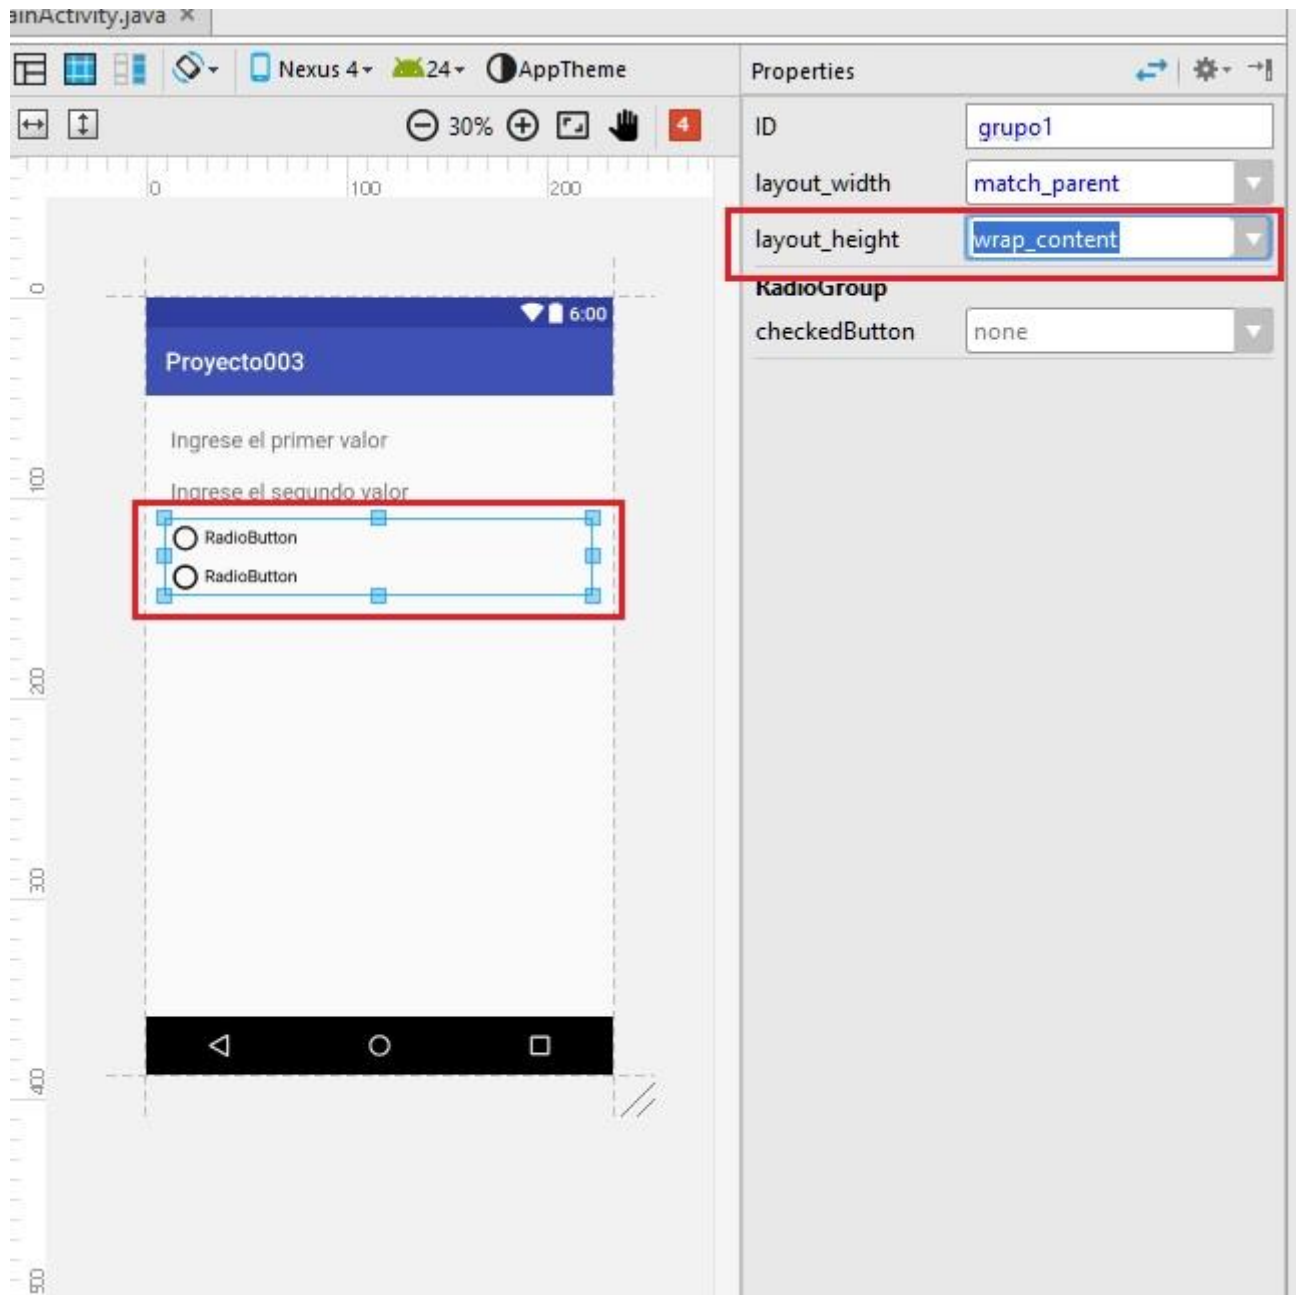 ainActivity.java ×
Nexus 4 24 AppTheme
30% 4
0 100 200
0
100
200
300
400
500
6:00
Proyecto003
Ingrese el primer valor
Ingrese el segundo valor
RadioButton
RadioButton
Properties
ID grupo1
layout_width match_parent
layout_height wrap_content
RadioGroup
checkedButton none